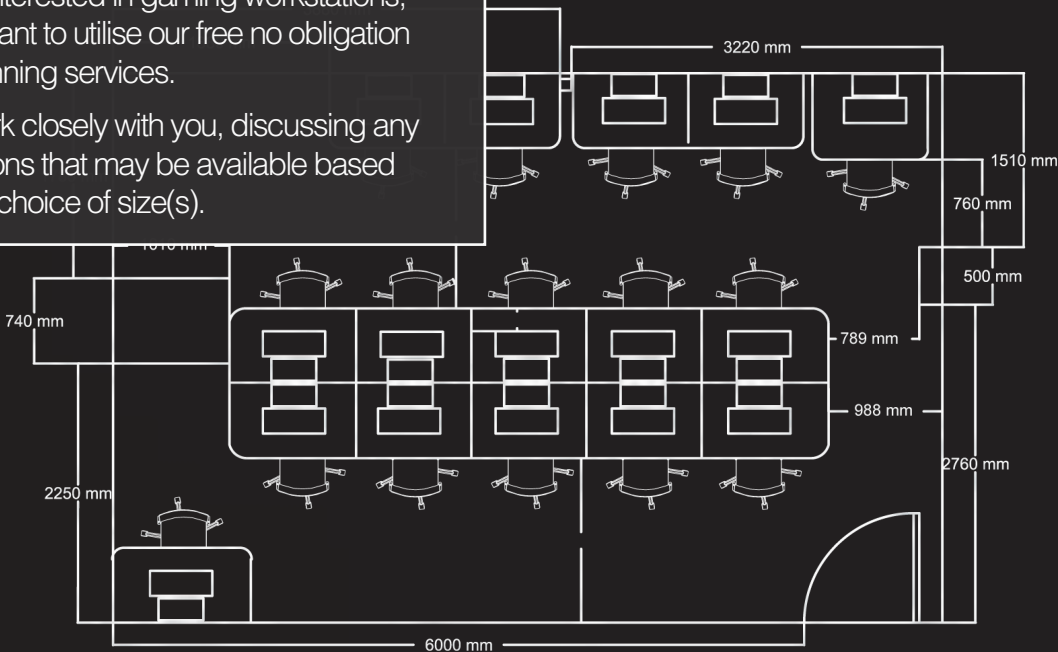 interested in gaming workstations,
ant to utilise our free no obligation
nning services.
rk closely with you, discussing any
ons that may be available based
choice of size(s).
3220 mm
1510 mm
760 mm
500 mm
740 mm
789 mm
988 mm
2250 mm
2760 mm
6000 mm